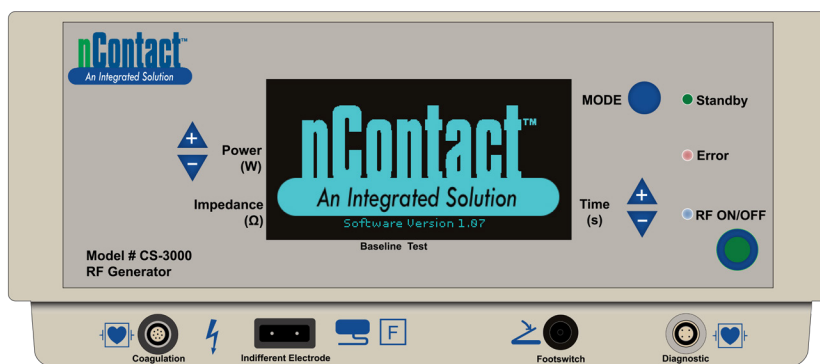 nContact™
An Integrated Solution
nContact™
An Integrated Solution
Software Version 1.07
Baseline Test
Power
(W)
Impedance
(Ω)
Model # CS-3000
RF Generator
MODE
Standby
Error
Time
(s)
RF ON/OFF
+
−
+
−
Coagulation
Indifferent Electrode
F
Footswitch
Diagnostic